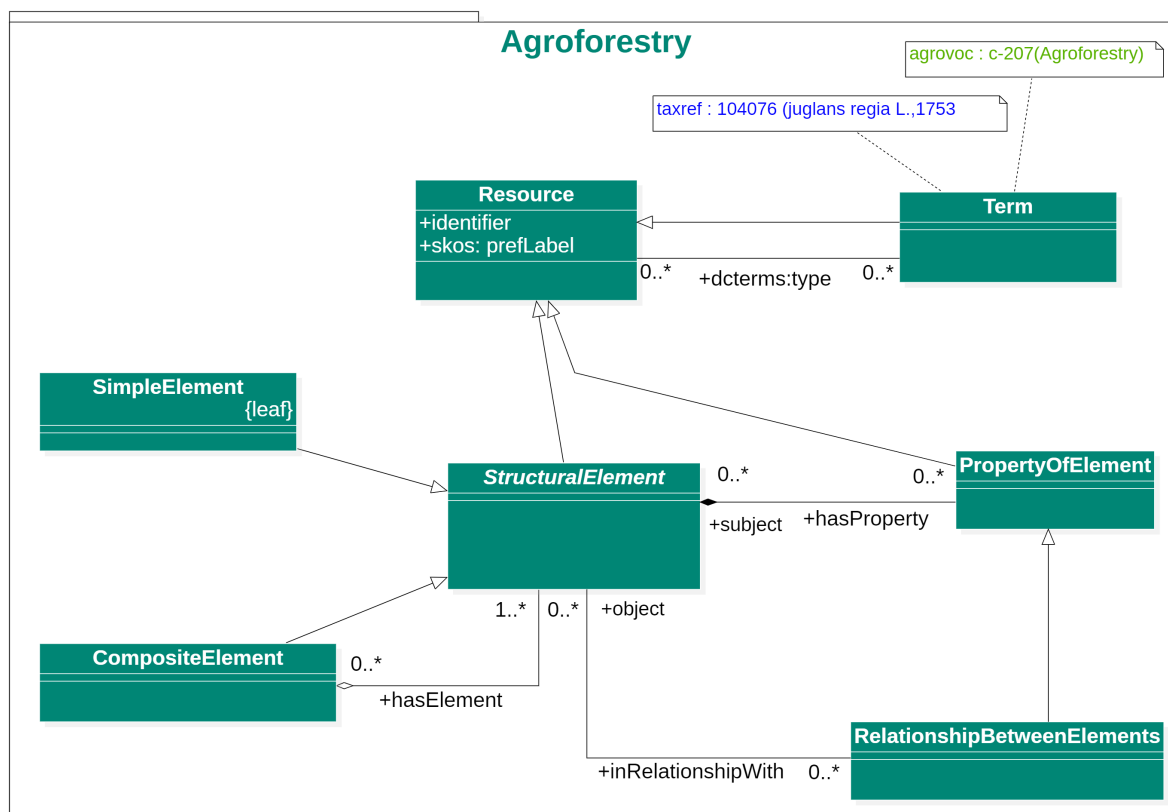 Agroforestry
agrovoc : c-207(Agroforestry)
taxref : 104076 (juglans regia L.,1753
Resource
+identifier
+skos: prefLabel
Term
0..*
+dcterms:type
0..*
SimpleElement
{leaf}
StructuralElement
0..*
0..*
+subject
+hasProperty
PropertyOfElement
1..*
0..*
+object
CompositeElement
0..*
+hasElement
RelationshipBetweenElements
+inRelationshipWith
0..*